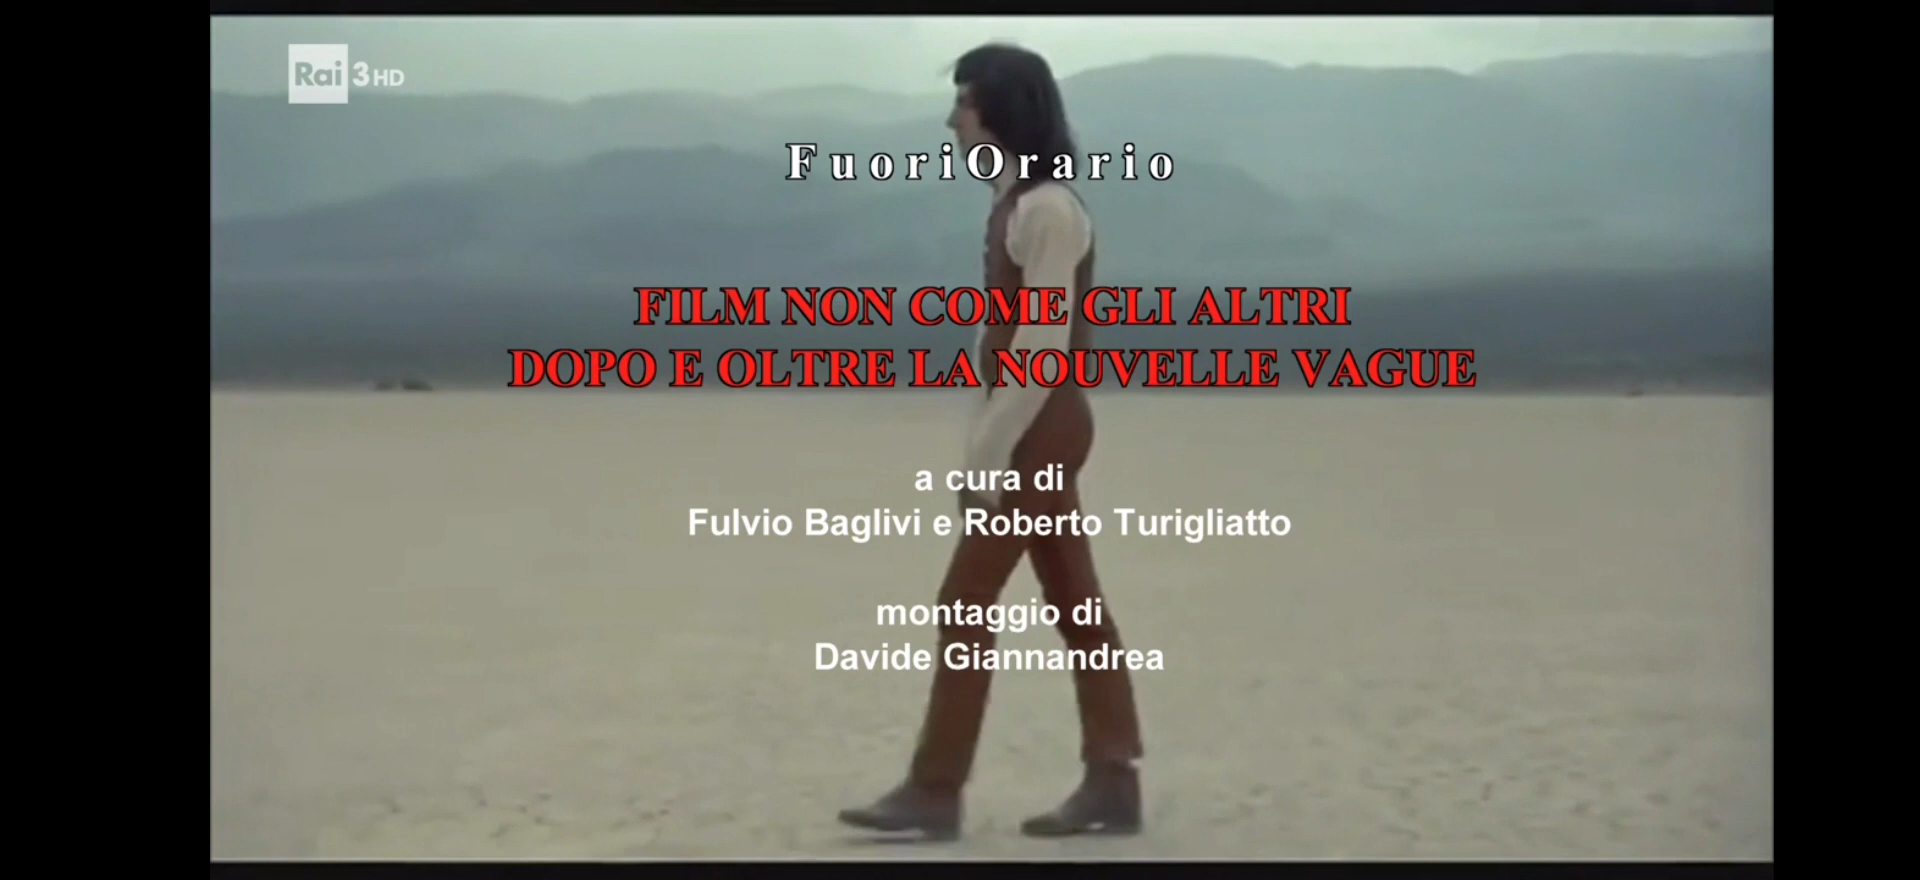 Rai 3HD
FuoriOrario
FILM NON COME GLI ALTRI
DOPO E OLTRE LA NOUVELLE VAGUE
a cura di
Fulvio Baglivi e Roberto Turigliatto
montaggio di
Davide Giannandrea